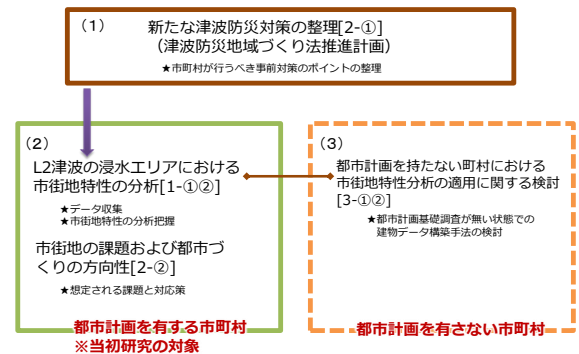 （1）
新たな津波防災対策の整理[2-①]
（津波防災地域づくり法推進計画）
★市町村が行うべき事前対策のポイントの整理
（2）
L2津波の浸水エリアにおける
市街地特性の分析[1-①②]
★データ収集
★市街地特性の分析把握
市街地の課題および都市づ
くりの方向性[2-②]
★想定される課題と対応策
都市計画を有する市町村
※当初研究の対象
（3）
都市計画を持たない町村における
市街地特性分析の適用に関する検討
[3-①②]
★都市計画基礎調査が無い状態での
建物データ構築手法の検討
都市計画を有さない市町村